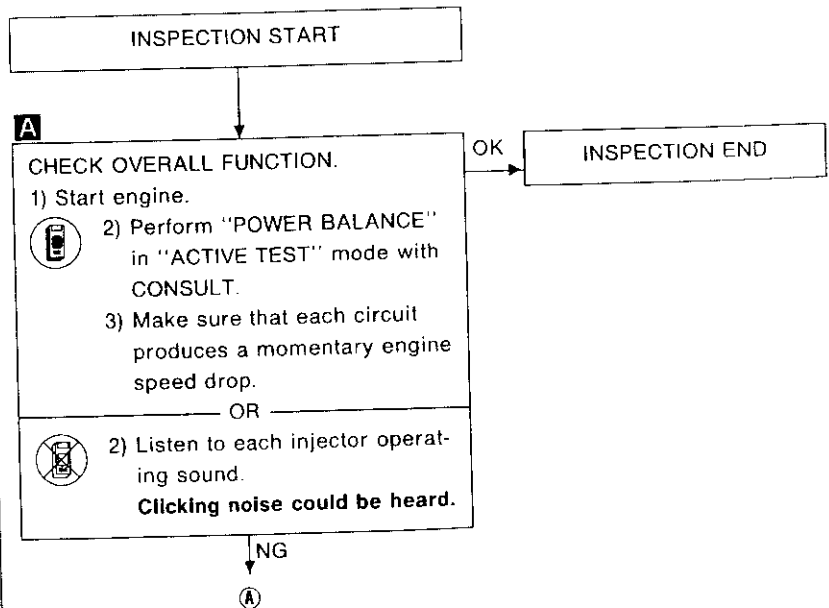 INSPECTION START
A
CHECK OVERALL FUNCTION.
1) Start engine.
2) Perform "POWER BALANCE"
in "ACTIVE TEST" mode with
CONSULT.
3) Make sure that each circuit
produces a momentary engine
speed drop.
OR
2) Listen to each injector operat-
ing sound.
Clicking noise could be heard.
OK
INSPECTION END
NG
A